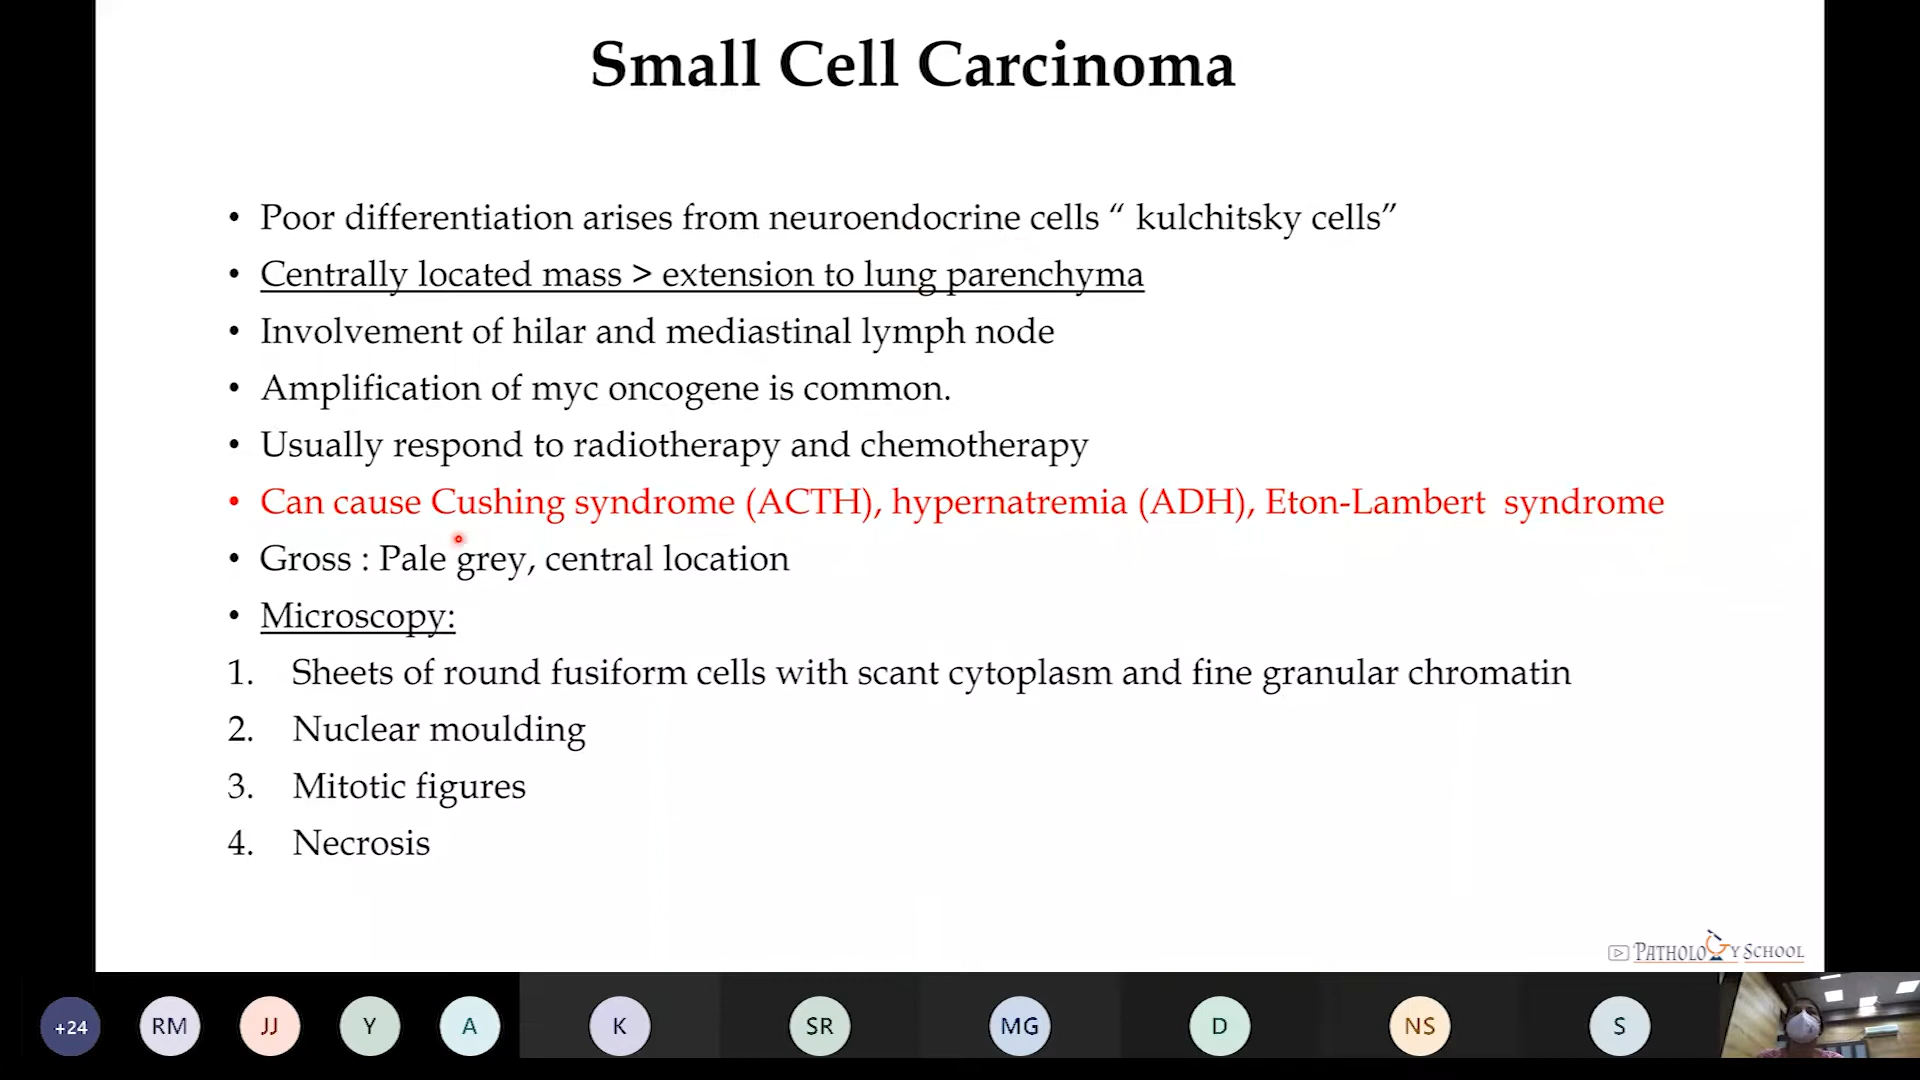 Small Cell Carcinoma
• Poor differentiation arises from neuroendocrine cells “ kulchitsky cells”
• Centrally located mass > extension to lung parenchyma
• Involvement of hilar and mediastinal lymph node
• Amplification of myc oncogene is common.
• Usually respond to radiotherapy and chemotherapy
• Can cause Cushing syndrome (ACTH), hypernatremia (ADH), Eton-Lambert syndrome
• Gross : Pale grey, central location
• Microscopy:
1. Sheets of round fusiform cells with scant cytoplasm and fine granular chromatin
2. Nuclear moulding
3. Mitotic figures
4. Necrosis
PATHOLOGY SCHOOL
+24 RM JJ Y A K SR MG D NS S